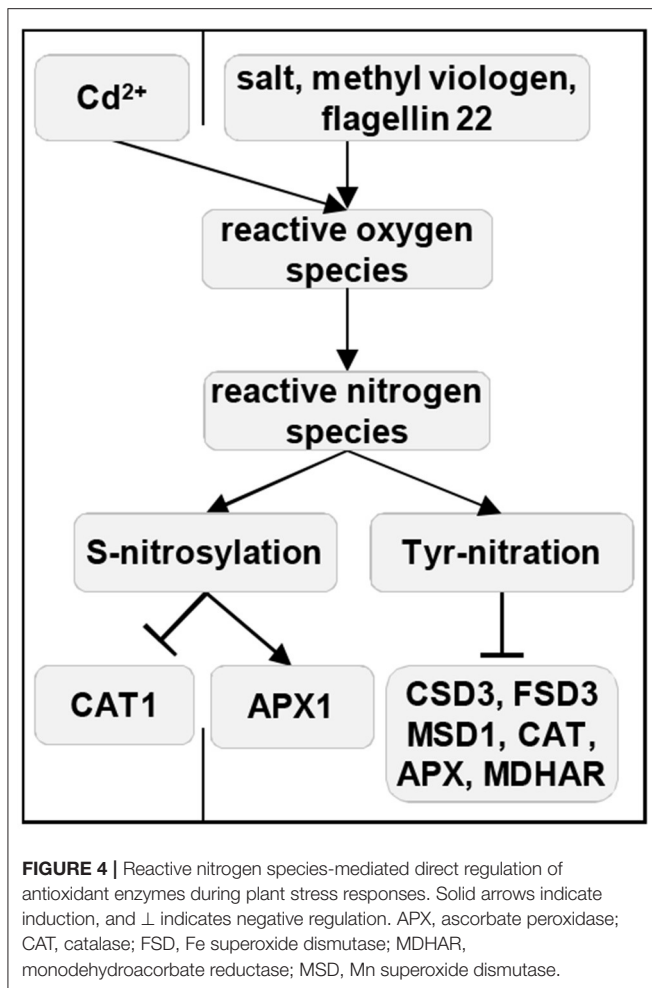 Cd²⁺
salt, methyl viologen,
flagellin 22
reactive oxygen
species
reactive nitrogen
species
S-nitrosylation
Tyr-nitration
CAT1
APX1
CSD3, FSD3
MSD1, CAT,
APX, MDHAR
FIGURE 4 | Reactive nitrogen species-mediated direct regulation of
antioxidant enzymes during plant stress responses. Solid arrows indicate
induction, and ⊥ indicates negative regulation. APX, ascorbate peroxidase;
CAT, catalase; FSD, Fe superoxide dismutase; MDHAR,
monodehydroacorbate reductase; MSD, Mn superoxide dismutase.